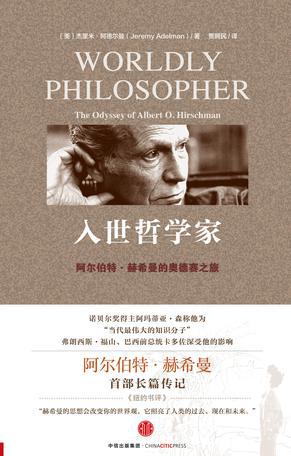 〔美〕杰里米·阿德尔曼（Jeremy Adelman）/ 著 贾拥民 / 译
WORLDLY
PHILOSOPHER
The Odyssey of Albert O. Hirschman
入世哲学家
阿尔伯特·赫希曼的奥德赛之旅
诺贝尔奖得主阿玛蒂亚·森称他为
“当代最伟大的知识分子”
弗朗西斯·福山、巴西前总统卡多佐深受他的影响
阿尔伯特·赫希曼
首部长篇传记
《纽约书评》
“赫希曼的思想会改变你的世界观，它照亮了人类的过去、现在和未来。”
中信出版集团·CHINACITICPRESS